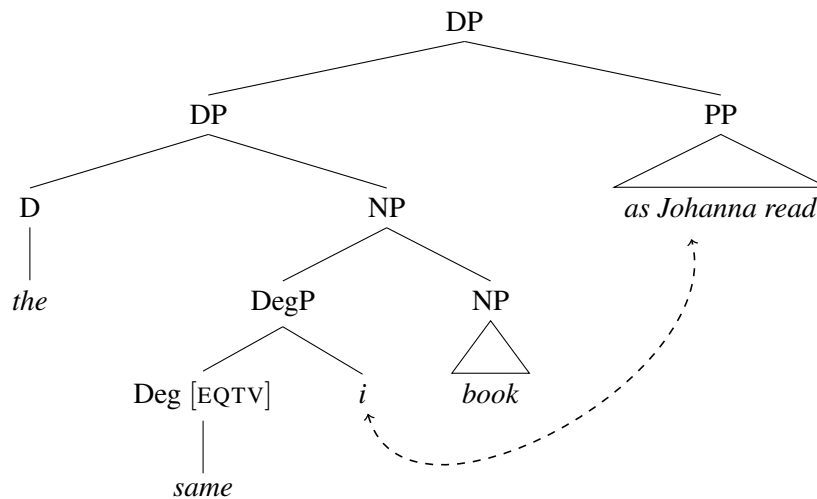 DP
DP PP
D NP as Johanna read
the DegP NP
Deg [EQTV] i book
same